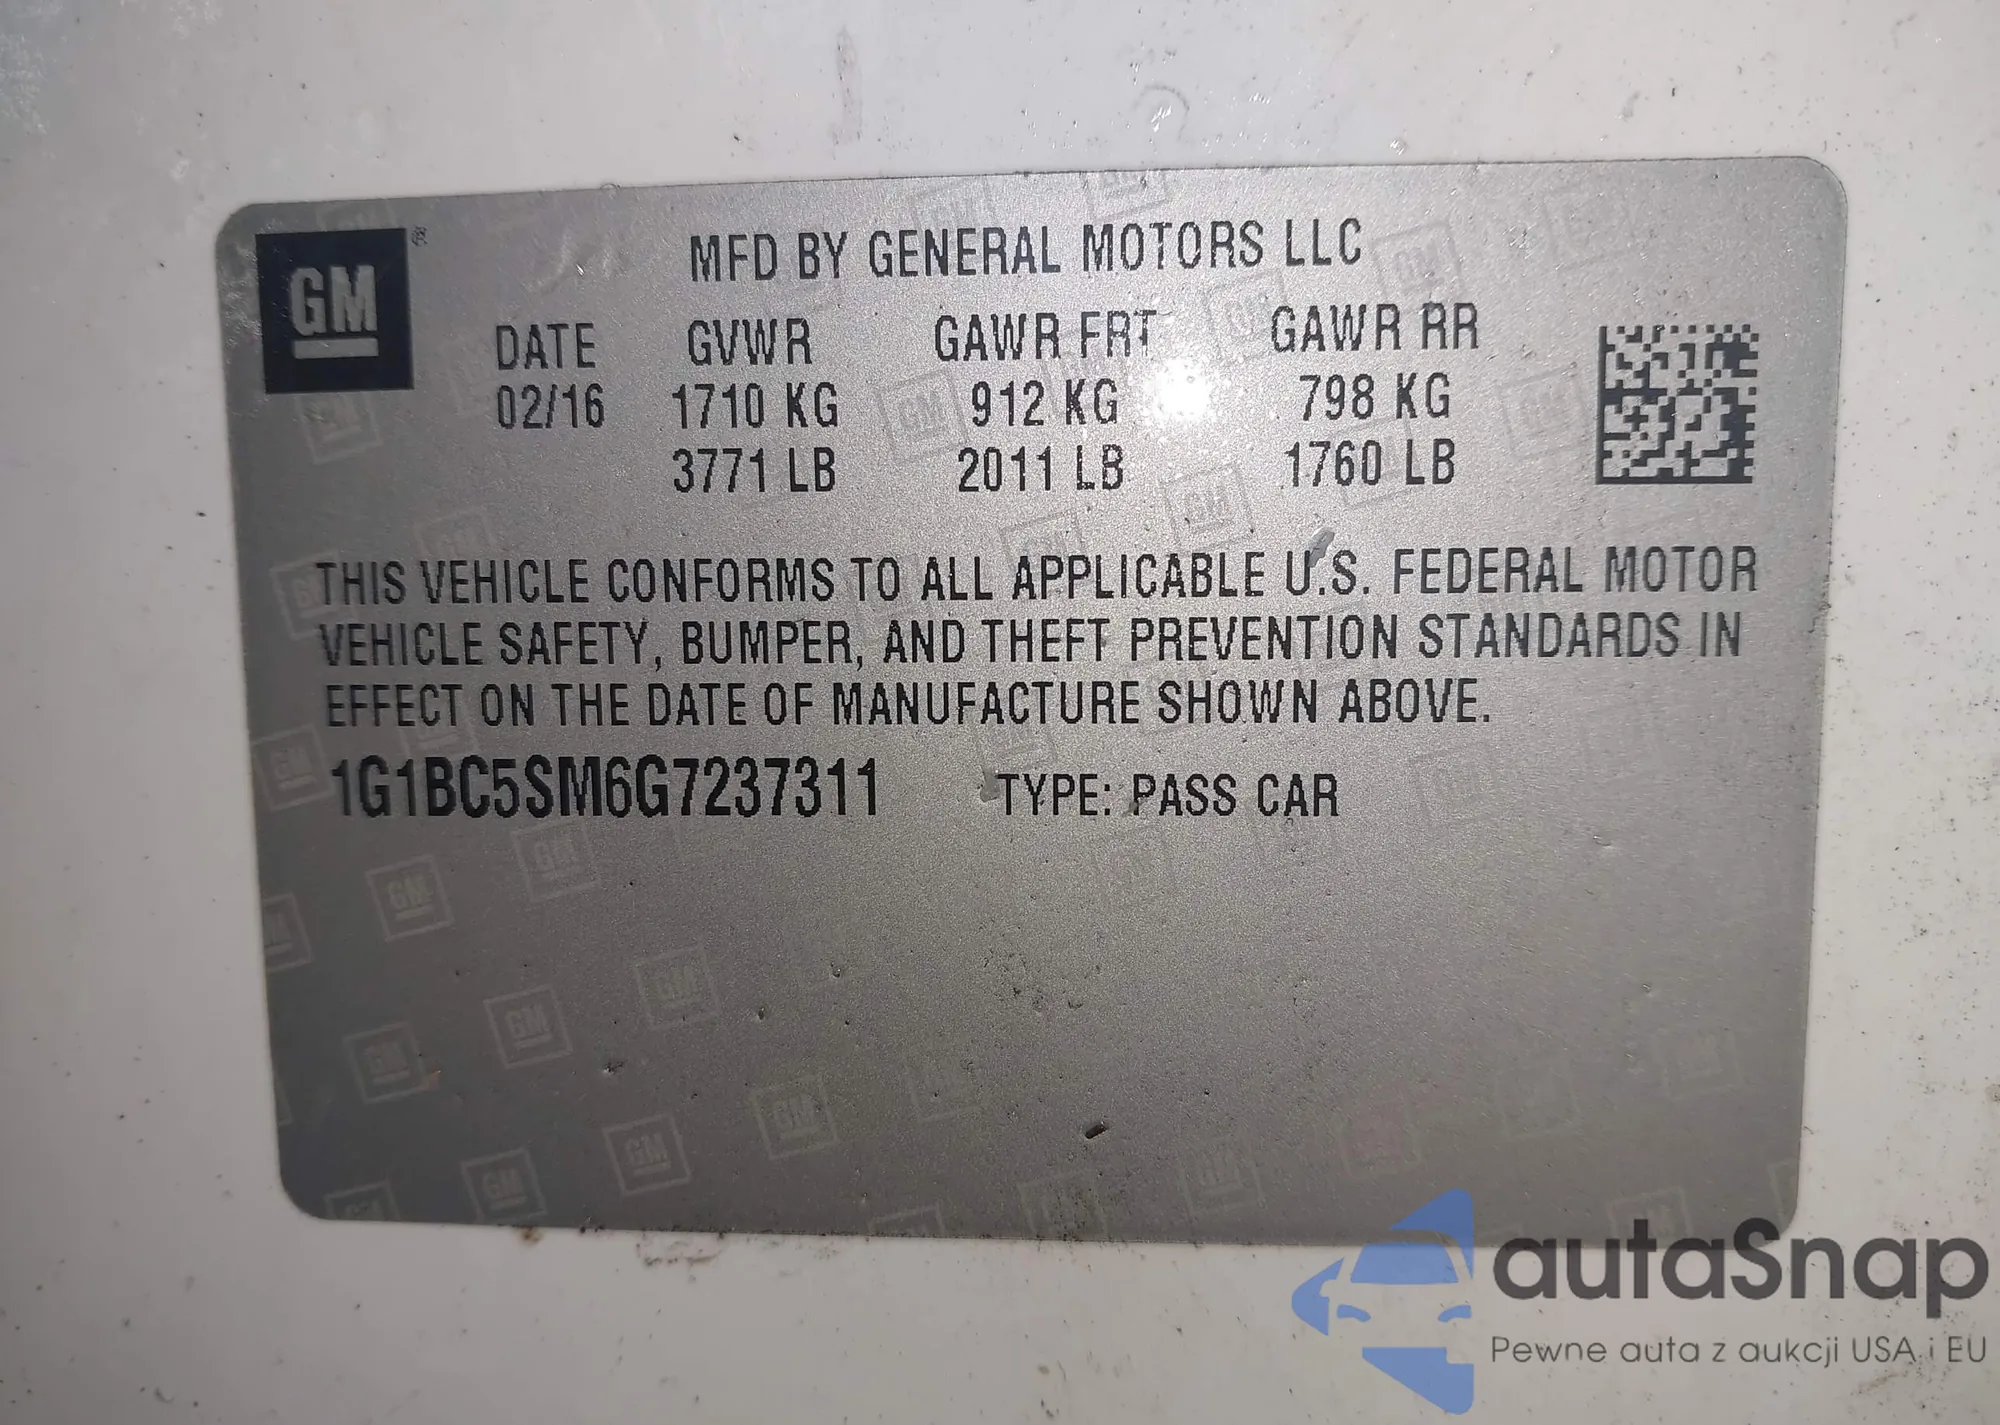 GM ®
MFD BY GENERAL MOTORS LLC
DATE GVWR GAWR FRT GAWR RR
02/16 1710 KG 912 KG 798 KG
3771 LB 2011 LB 1760 LB
THIS VEHICLE CONFORMS TO ALL APPLICABLE U.S. FEDERAL MOTOR
VEHICLE SAFETY, BUMPER, AND THEFT PREVENTION STANDARDS IN
EFFECT ON THE DATE OF MANUFACTURE SHOWN ABOVE.
1G1BC5SM6G7237311 TYPE: PASS CAR
autaSnap
Pewne auta z aukcji USA i EU